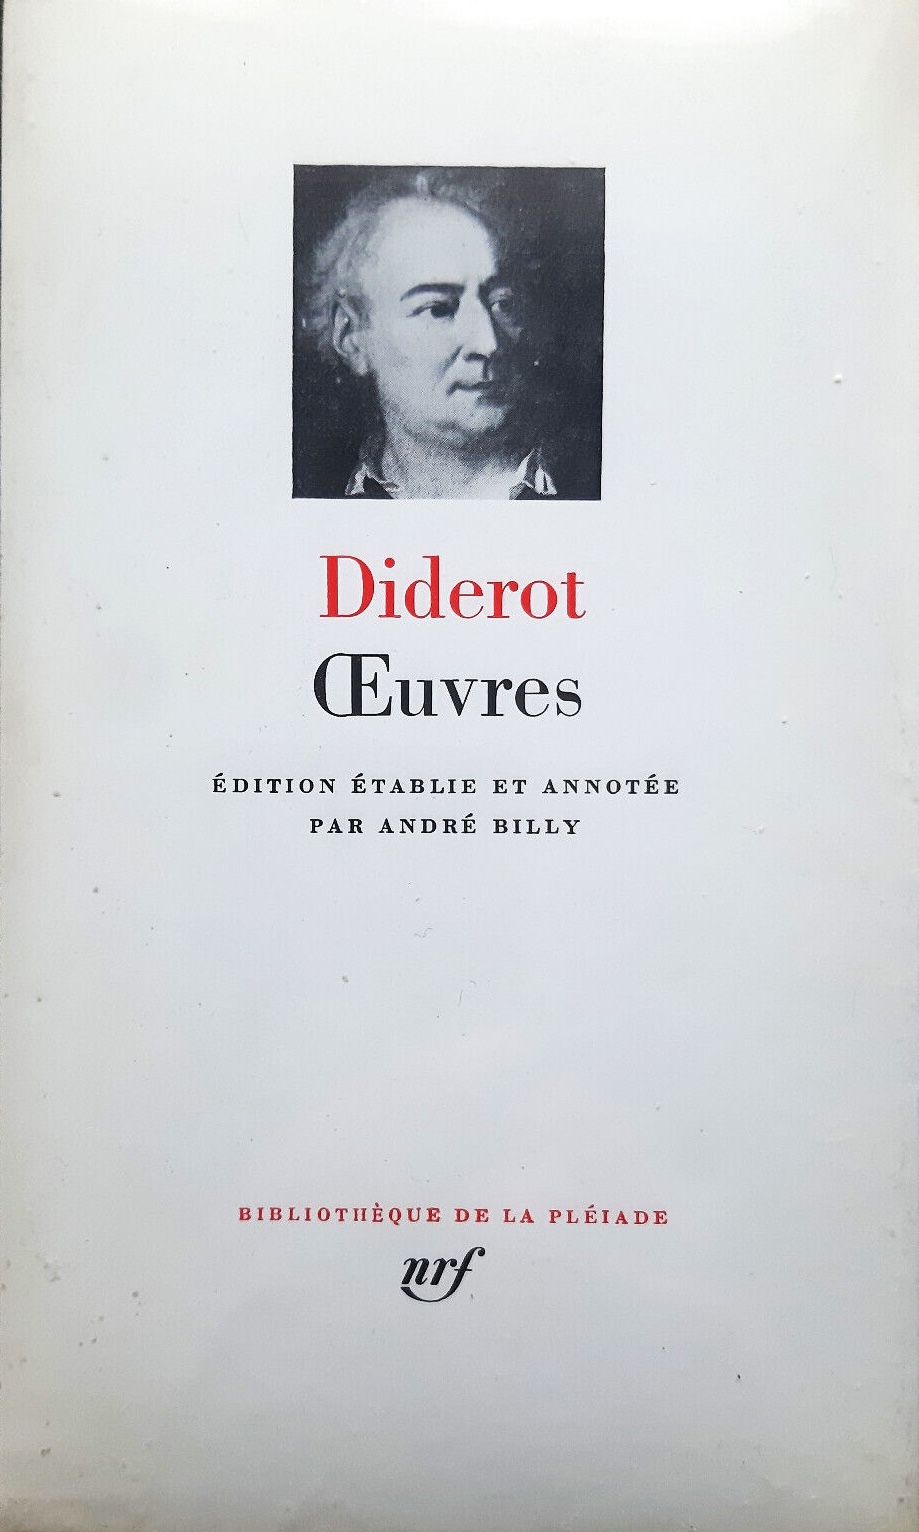 Diderot
Œuvres
ÉDITION ÉTABLIE ET ANNOTÉE
PAR ANDRÉ BILLY
BIBLIOTHÈQUE DE LA PLÉIADE
nrf